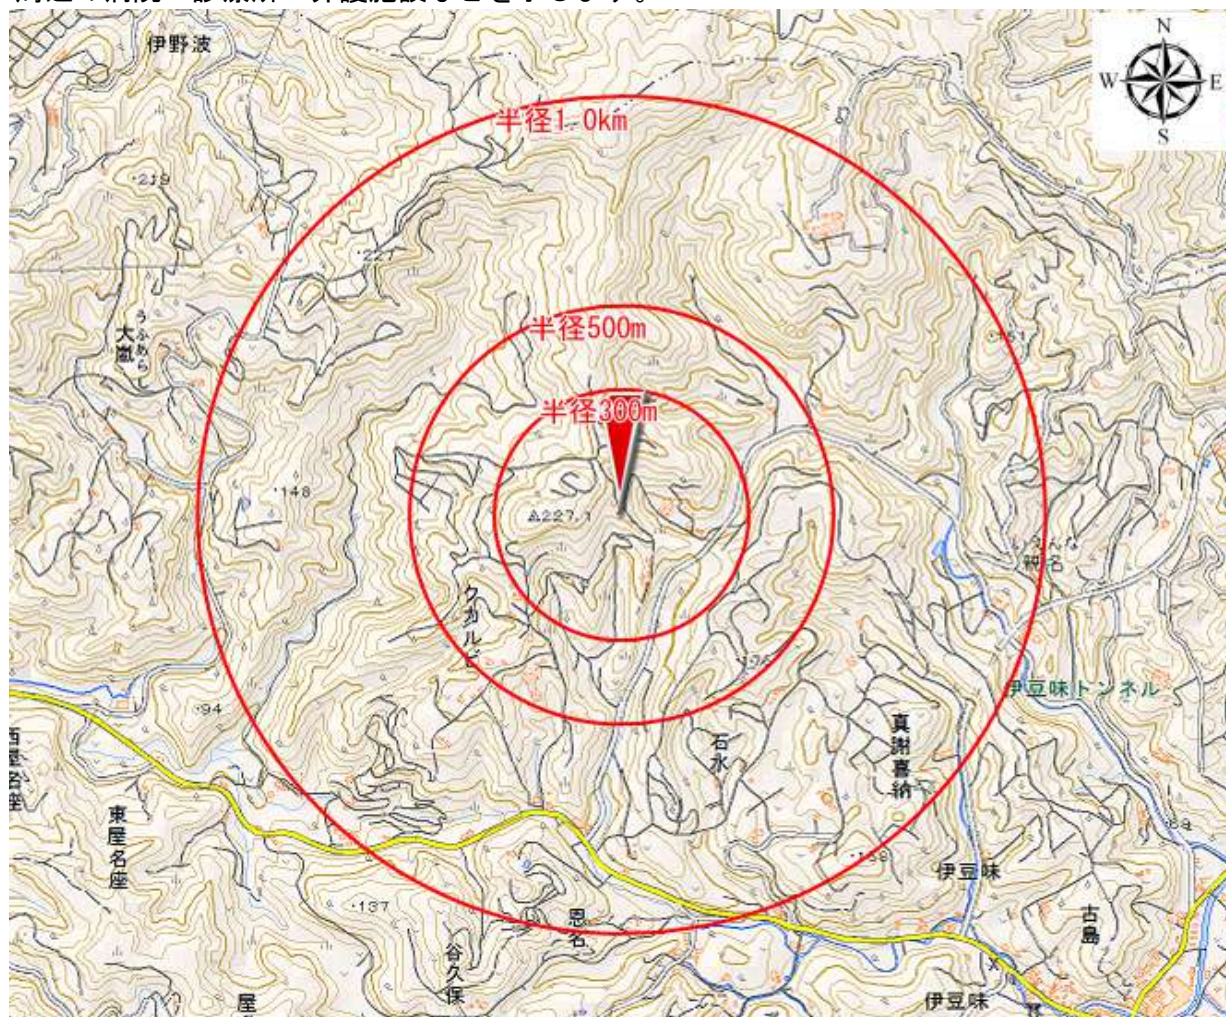 伊野波
N
W
E
S
半径1.0km
・219
・227
うふあらし
大嵐
半径500m
・151
半径300m
・148
△227.1
クカルビ
伊豆味トンネル
・94
石水
真謝喜納
東屋名座
伊豆味
・137
恩名
古島
谷久保
伊豆味